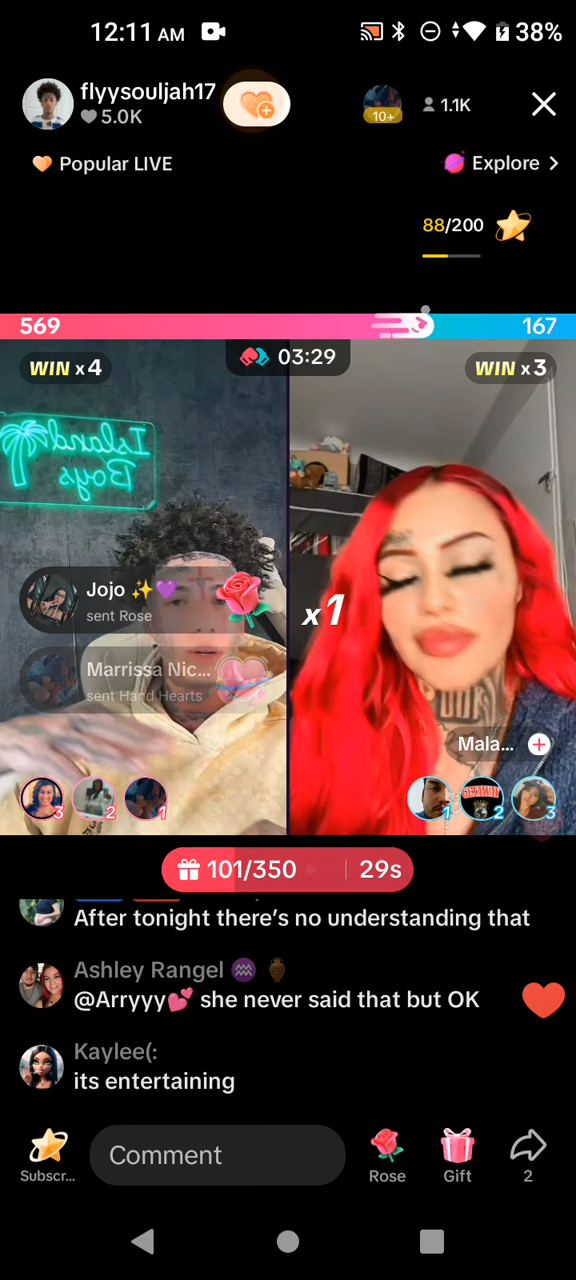 12:11 AM
38%
flyysouljah17
5.0K
10+
1.1K
Popular LIVE
Explore
88/200
569
167
WIN x4
03:29
WIN x3
Island
Boys
Jojo ✨💜
sent Rose
x1
Marrissa Nic...
sent Hand Hearts
Mala...
3
2
1
1
2
3
101/350
29s
After tonight there's no understanding that
Ashley Rangel ♒ 🏺
@Arryyy💕 she never said that but OK
Kaylee(:
its entertaining
Subscr...
Comment
Rose
Gift
2